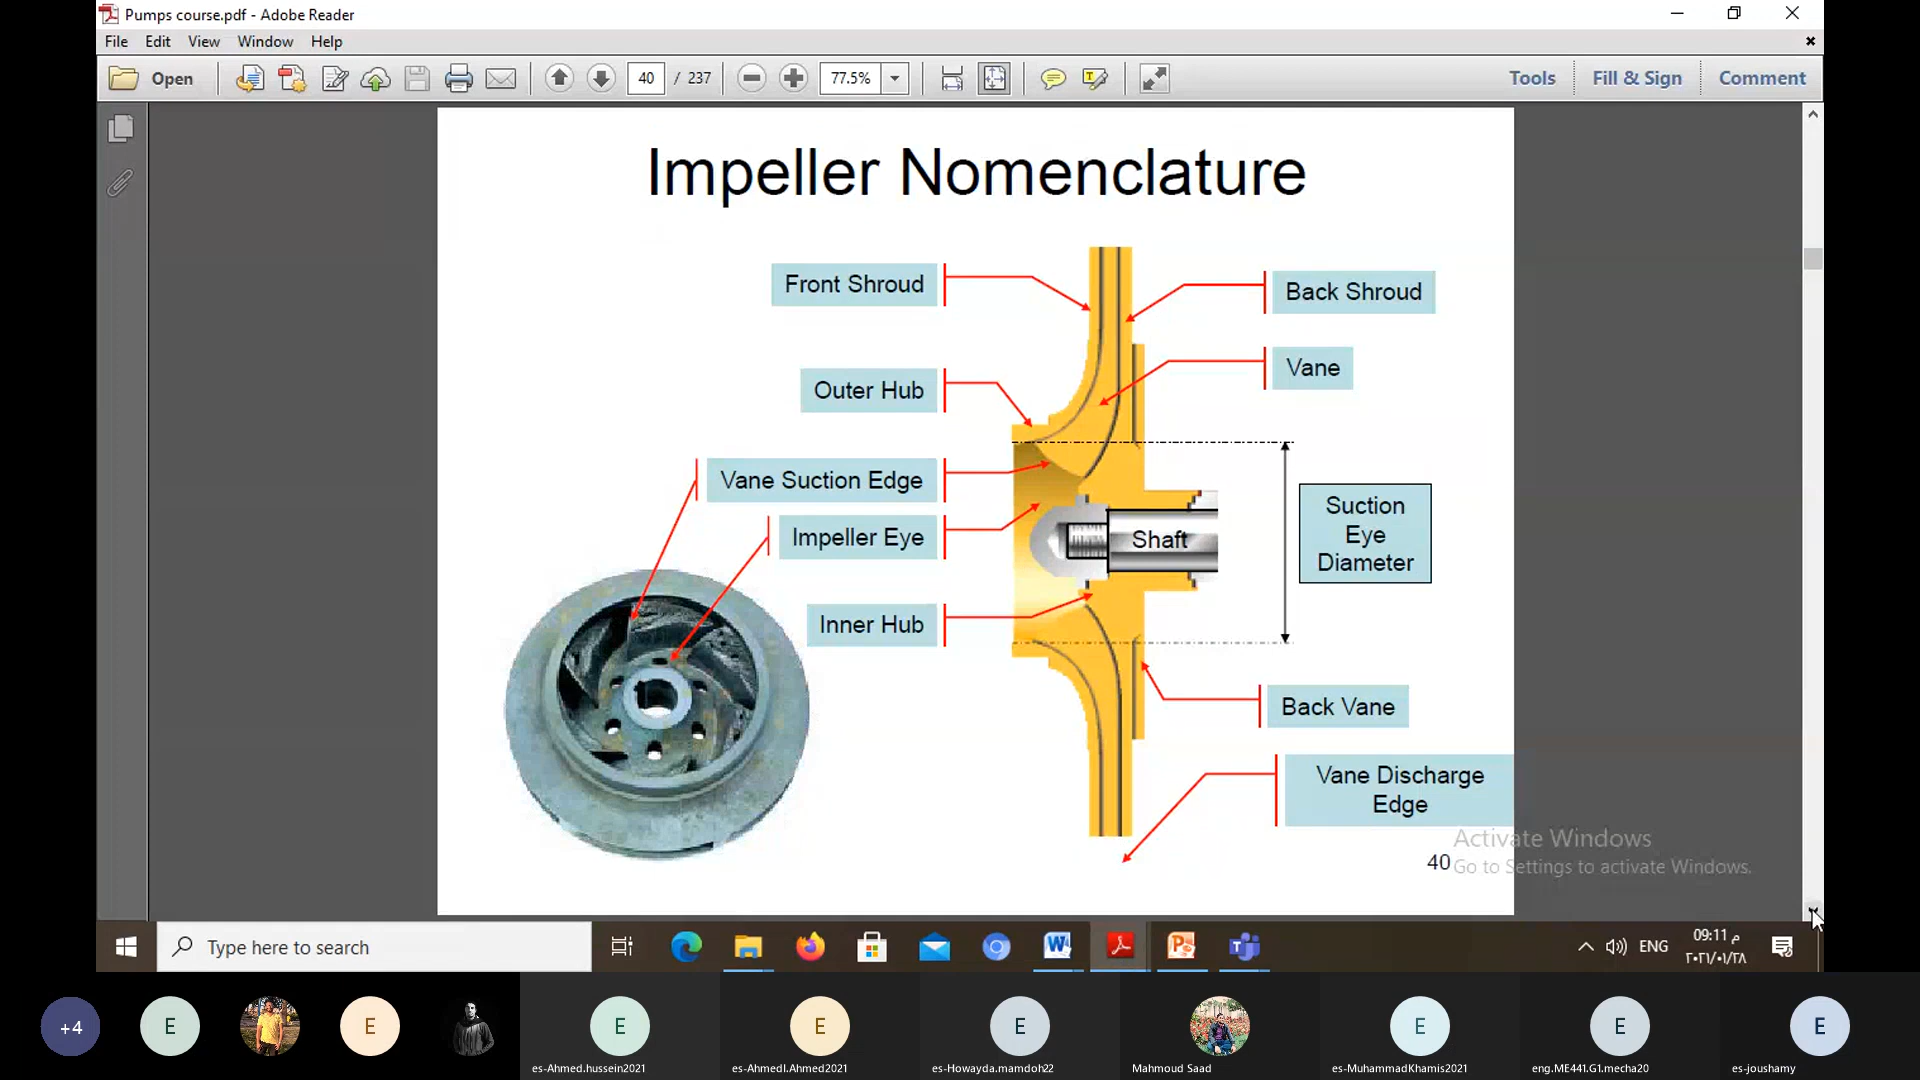 Pumps course.pdf - Adobe Reader
File Edit View Window Help
Open
40 / 237
77.5%
Tools Fill & Sign Comment
Impeller Nomenclature
Front Shroud
Back Shroud
Vane
Outer Hub
Vane Suction Edge
Impeller Eye
Shaft
Suction
Eye
Diameter
Inner Hub
Back Vane
Vane Discharge
Edge
40
Activate Windows
Go to Settings to activate Windows.
Type here to search
ENG
09:11 م
٢٠٢١/٠١/٢٨
+4
E
E
E
E
E
E
E
E
es-Ahmed.hussein2021
es-AhmedI.Ahmed2021
es-Howayda.mamdoh22
Mahmoud Saad
es-MuhammadKhamis2021
eng.ME441.G1.mecha20
es-joushamy